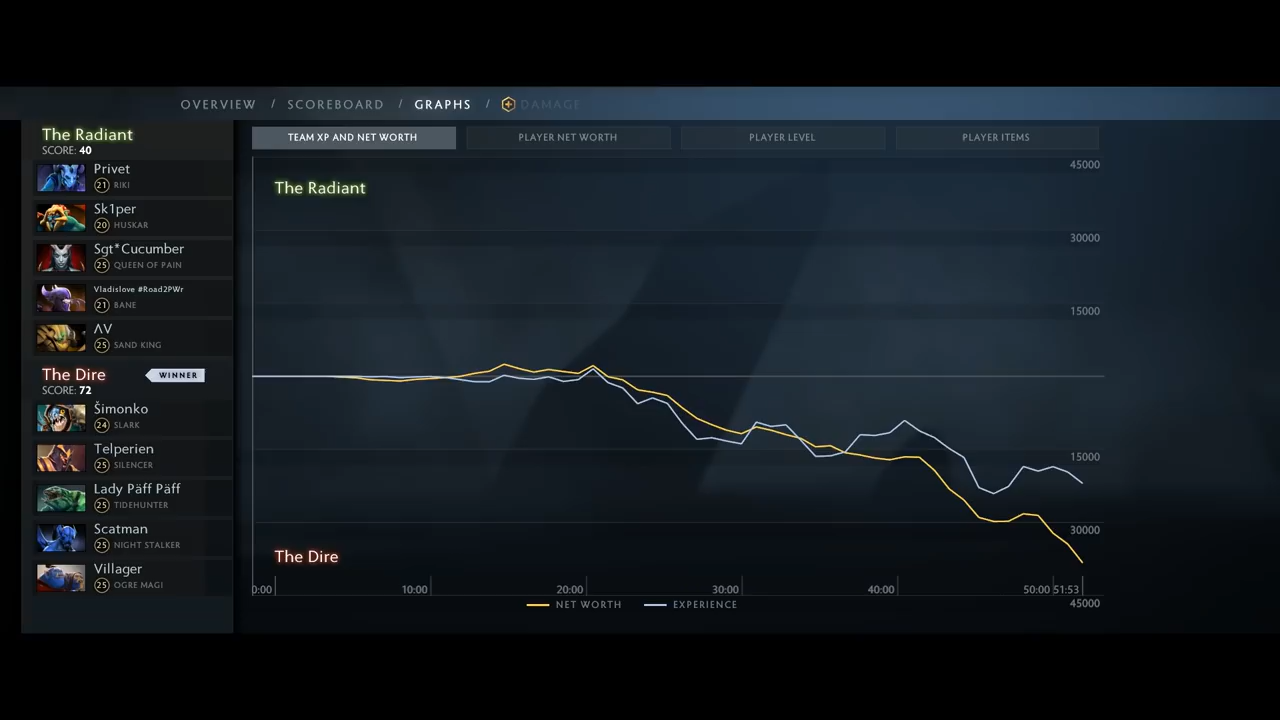 OVERVIEW / SCOREBOARD / GRAPHS / DAMAGE
The Radiant
SCORE: 40
Privet
21 RIKI
Sk1per
20 HUSKAR
Sgt*Cucumber
25 QUEEN OF PAIN
Vladislove #Road2PWr
21 BANE
ΛV
25 SAND KING
The Dire WINNER
SCORE: 72
Šimonko
24 SLARK
Telperien
25 SILENCER
Lady Päff Päff
25 TIDEHUNTER
Scatman
25 NIGHT STALKER
Villager
25 OGRE MAGI
TEAM XP AND NET WORTH PLAYER NET WORTH PLAYER LEVEL PLAYER ITEMS
45000
The Radiant
30000
15000
15000
30000
The Dire
0:00 10:00 20:00 30:00 40:00 50:00 51:53
45000
NET WORTH EXPERIENCE